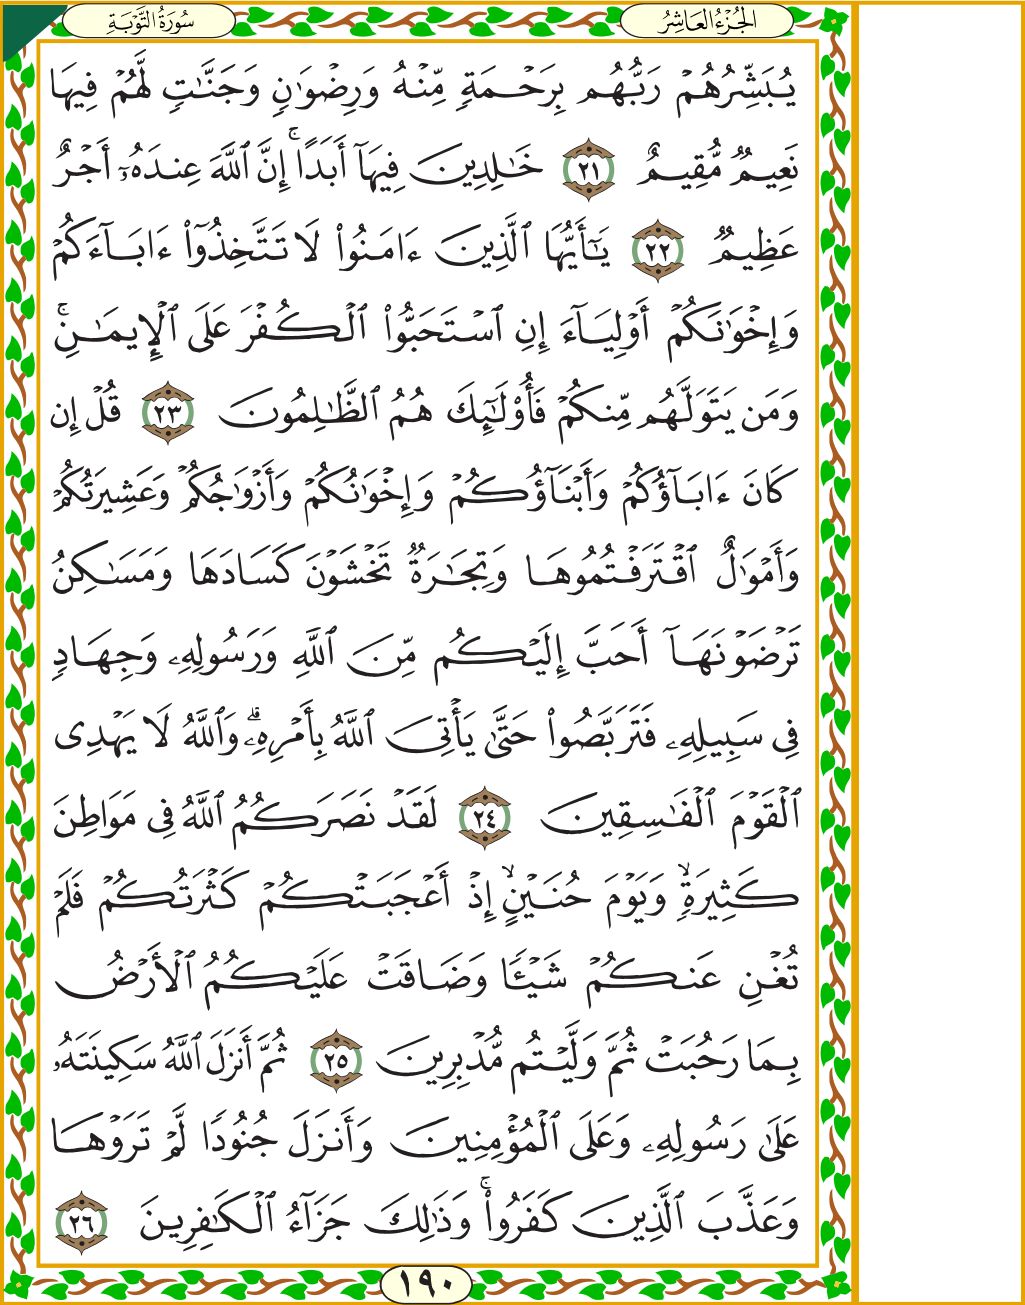 سُورَةُ التَّوْبَةِ
الجُزْءُ العَاشِرُ
يُبَشِّرُهُمْ رَبُّهُم بِرَحْمَةٍ مِّنْهُ وَرِضْوَٰنٍ وَجَنَّٰتٍ لَّهُمْ فِيهَا
نَعِيمٌ مُّقِيمٌ ٢١ خَٰلِدِينَ فِيهَآ أَبَدًا ۚ إِنَّ ٱللَّهَ عِندَهُۥٓ أَجْرٌ
عَظِيمٌ ٢٢ يَٰٓأَيُّهَا ٱلَّذِينَ ءَامَنُوا۟ لَا تَتَّخِذُوٓا۟ ءَابَآءَكُمْ
وَإِخْوَٰنَكُمْ أَوْلِيَآءَ إِنِ ٱسْتَحَبُّوا۟ ٱلْكُفْرَ عَلَى ٱلْإِيمَٰنِ ۚ
وَمَن يَتَوَلَّهُم مِّنكُمْ فَأُو۟لَٰٓئِكَ هُمُ ٱلظَّٰلِمُونَ ٢٣ قُلْ إِن
كَانَ ءَابَآؤُكُمْ وَأَبْنَآؤُكُمْ وَإِخْوَٰنُكُمْ وَأَزْوَٰجُكُمْ وَعَشِيرَتُكُمْ
وَأَمْوَٰلٌ ٱقْتَرَفْتُمُوهَا وَتِجَٰرَةٌ تَخْشَوْنَ كَسَادَهَا وَمَسَٰكِنُ
تَرْضَوْنَهَآ أَحَبَّ إِلَيْكُم مِّنَ ٱللَّهِ وَرَسُولِهِۦ وَجِهَادٍ
فِى سَبِيلِهِۦ فَتَرَبَّصُوا۟ حَتَّىٰ يَأْتِىَ ٱللَّهُ بِأَمْرِهِۦ ۗ وَٱللَّهُ لَا يَهْدِى
ٱلْقَوْمَ ٱلْفَٰسِقِينَ ٢٤ لَقَدْ نَصَرَكُمُ ٱللَّهُ فِى مَوَاطِنَ
كَثِيرَةٍ ۙ وَيَوْمَ حُنَيْنٍ ۙ إِذْ أَعْجَبَتْكُمْ كَثْرَتُكُمْ فَلَمْ
تُغْنِ عَنكُمْ شَيْـًٔا وَضَاقَتْ عَلَيْكُمُ ٱلْأَرْضُ
بِمَا رَحُبَتْ ثُمَّ وَلَّيْتُم مُّدْبِرِينَ ٢٥ ثُمَّ أَنزَلَ ٱللَّهُ سَكِينَتَهُۥ
عَلَىٰ رَسُولِهِۦ وَعَلَى ٱلْمُؤْمِنِينَ وَأَنزَلَ جُنُودًا لَّمْ تَرَوْهَا
وَعَذَّبَ ٱلَّذِينَ كَفَرُوا۟ ۚ وَذَٰلِكَ جَزَآءُ ٱلْكَٰفِرِينَ ٢٦
١٩٠